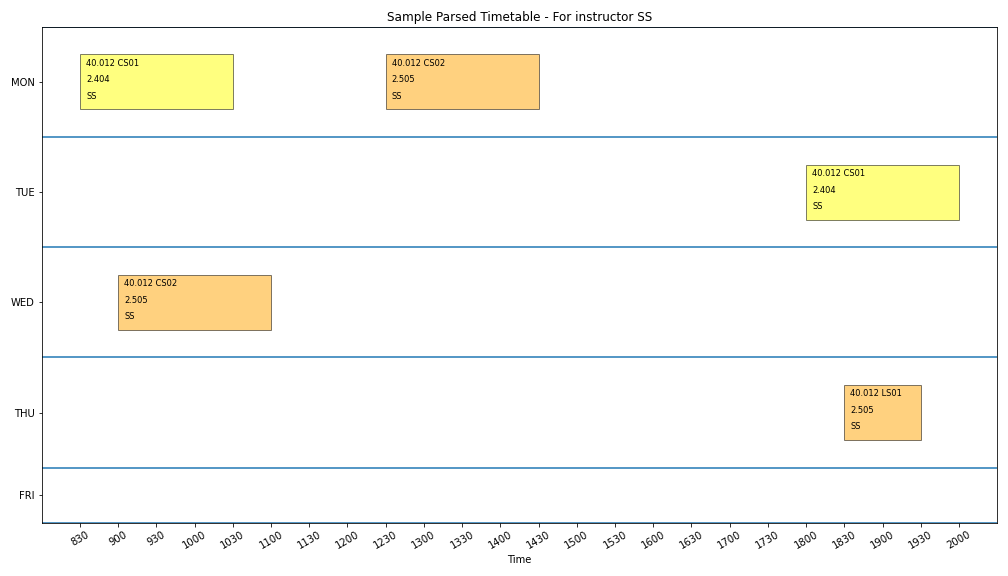 Sample Parsed Timetable - For instructor SS
MON
40.012 CS01
2.404
SS
40.012 CS02
2.505
SS
TUE
40.012 CS01
2.404
SS
WED
40.012 CS02
2.505
SS
THU
40.012 LS01
2.505
SS
FRI
830 900 930 1000 1030 1100 1130 1200 1230 1300 1330 1400 1430 1500 1530 1600 1630 1700 1730 1800 1830 1900 1930 2000
Time